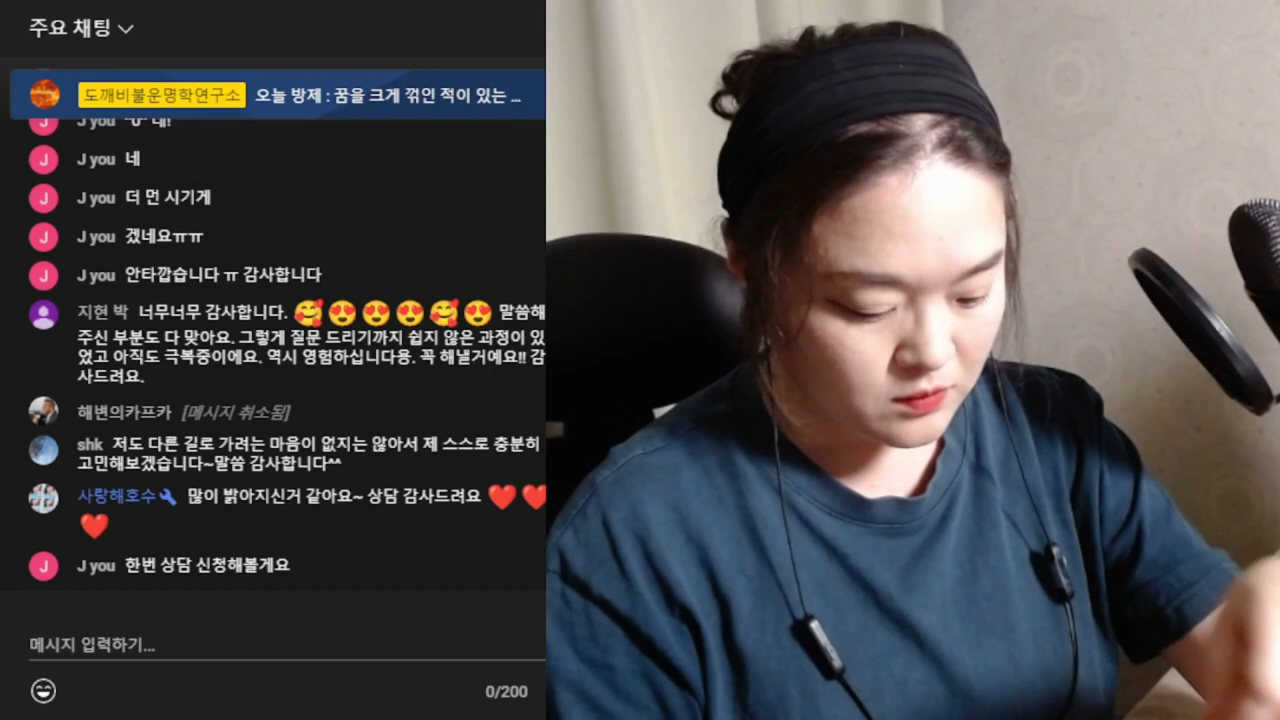 주요 채팅
도깨비불운명학연구소 오늘 방제 : 꿈을 크게 꺾인 적이 있는 ...
J you 네!
J you 네
J you 더 먼 시기게
J you 겠네요ㅠㅠ
J you 안타깝습니다 ㅠ 감사합니다
지현 박 너무너무 감사합니다. 🥰😍😍😍🥰😍 말씀해
주신 부분도 다 맞아요. 그렇게 질문 드리기까지 쉽지 않은 과정이 있
었고 아직도 극복중이에요. 역시 영험하십니다용. 꼭 해낼거에요!! 감
사드려요.
해변의카프카 [메시지 취소됨]
shk 저도 다른 길로 가려는 마음이 없지는 않아서 제 스스로 충분히
고민해보겠습니다~말씀 감사합니다^^
사랑해호수 많이 밝아지신거 같아요~ 상담 감사드려요 ❤️❤️
❤️
J you 한번 상담 신청해볼게요
메시지 입력하기...
0/200